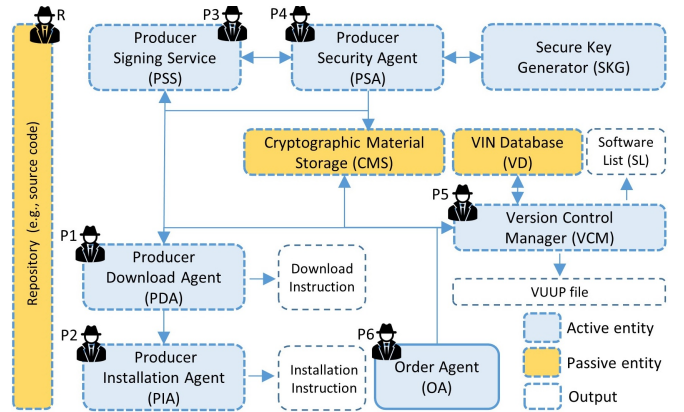 R
P3
P4
Producer
Signing Service
(PSS)
Producer
Security Agent
(PSA)
Secure Key
Generator (SKG)
Repository (e.g., source code)
Cryptographic Material
Storage (CMS)
VIN Database
(VD)
Software
List (SL)
P5
Version Control
Manager (VCM)
P1
Producer
Download Agent
(PDA)
Download
Instruction
VUUP file
P2
Producer
Installation Agent
(PIA)
Installation
Instruction
P6
Order Agent
(OA)
Active entity
Passive entity
Output